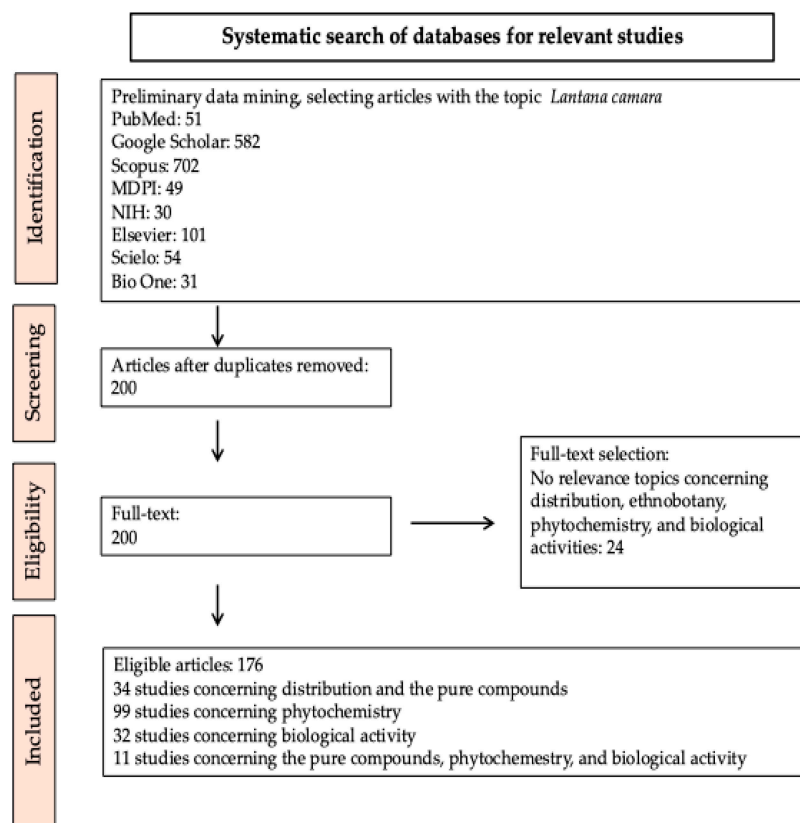 Systematic search of databases for relevant studies
Identification
Preliminary data mining, selecting articles with the topic Lantana camara
PubMed: 51
Google Scholar: 582
Scopus: 702
MDPI: 49
NIH: 30
Elsevier: 101
Scielo: 54
Bio One: 31
Screening
Articles after duplicates removed:
200
Eligibility
Full-text:
200
Full-text selection:
No relevance topics concerning
distribution, ethnobotany,
phytochemistry, and biological
activities: 24
Included
Eligible articles: 176
34 studies concerning distribution and the pure compounds
99 studies concerning phytochemistry
32 studies concerning biological activity
11 studies concerning the pure compounds, phytochemestry, and biological activity